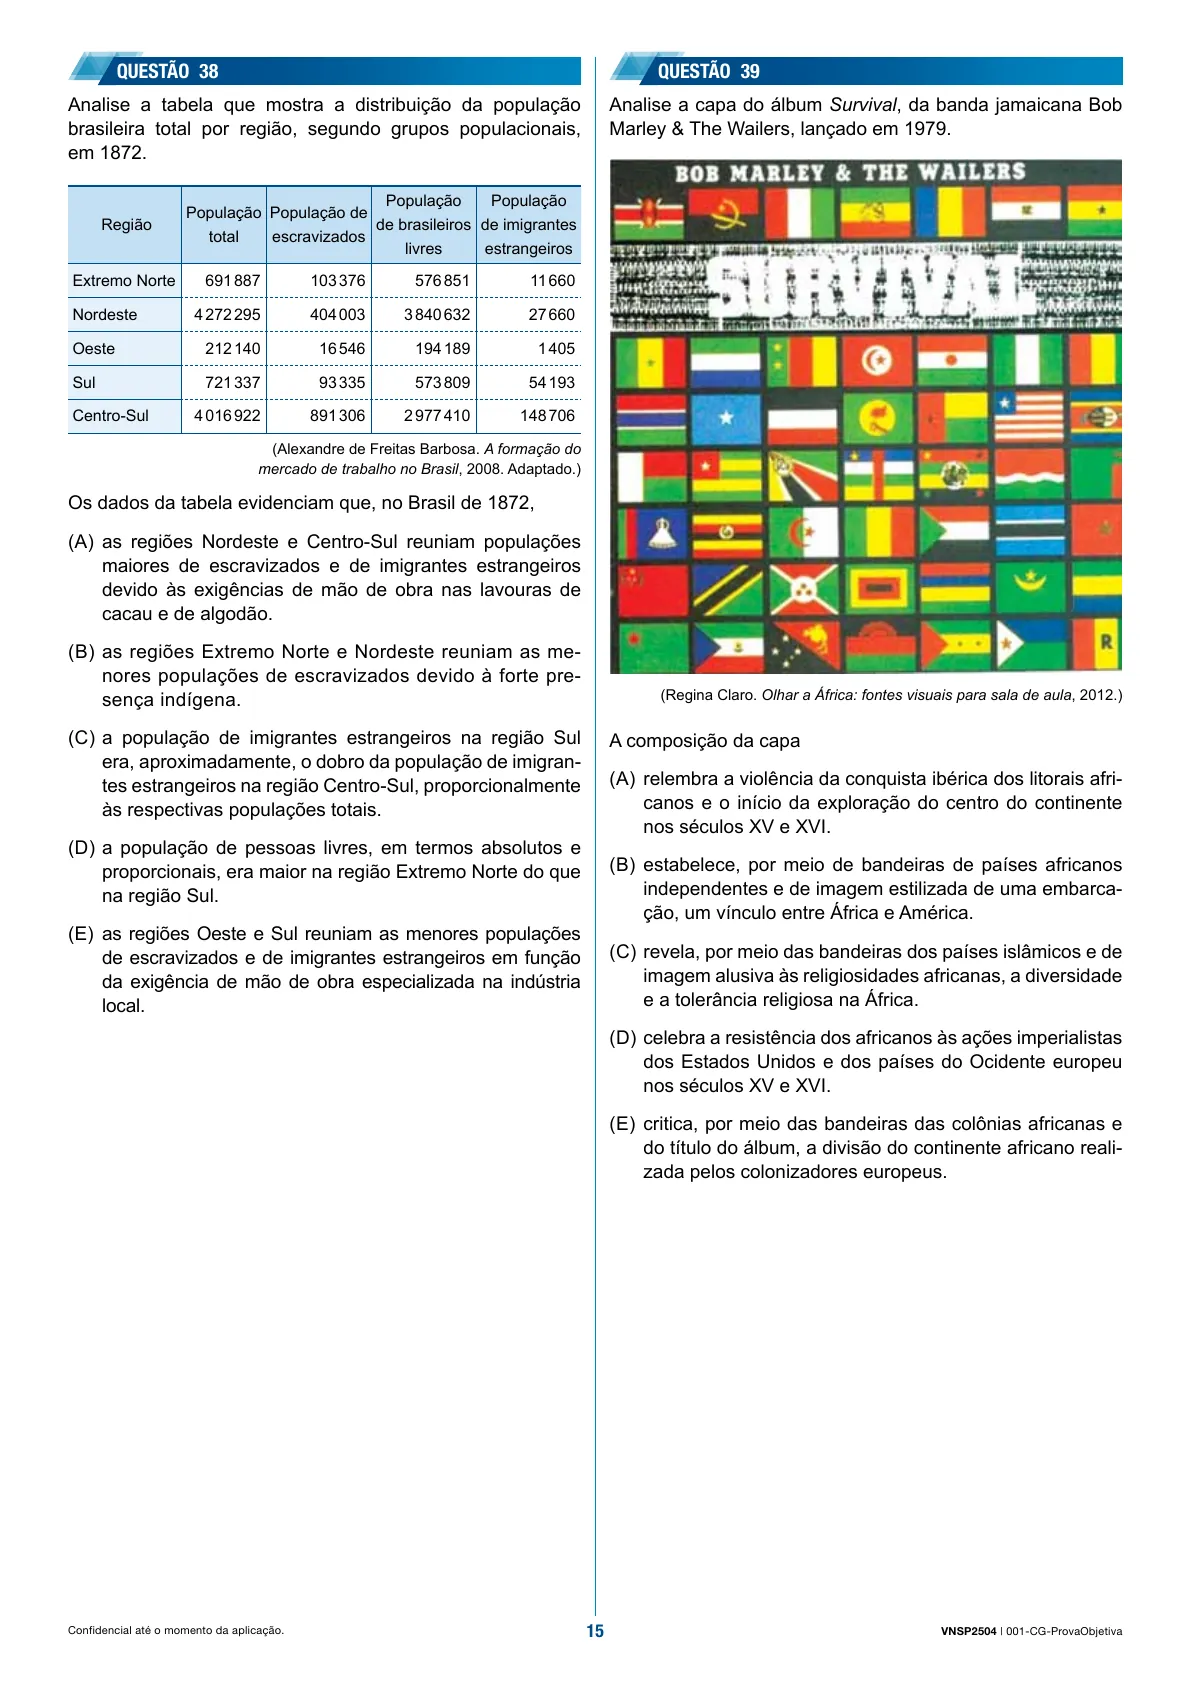 QUESTÃO 38
Analise a tabela que mostra a distribuição da população
brasileira total por região, segundo grupos populacionais,
em 1872.
Região
População
total
População de
escravizados
População
de brasileiros
livres
População
de imigrantes
estrangeiros
Extremo Norte 691 887 103 376 576 851 11 660
Nordeste 4 272 295 404 003 3 840 632 27 660
Oeste 212 140 16 546 194 189 1 405
Sul 721 337 93 335 573 809 54 193
Centro-Sul 4 016 922 891 306 2 977 410 148 706
(Alexandre de Freitas Barbosa. A formação do
mercado de trabalho no Brasil, 2008. Adaptado.)
Os dados da tabela evidenciam que, no Brasil de 1872,
(A) as regiões Nordeste e Centro-Sul reuniam populações
maiores de escravizados e de imigrantes estrangeiros
devido às exigências de mão de obra nas lavouras de
cacau e de algodão.
(B) as regiões Extremo Norte e Nordeste reuniam as me-
nores populações de escravizados devido à forte pre-
sença indígena.
(C) a população de imigrantes estrangeiros na região Sul
era, aproximadamente, o dobro da população de imigran-
tes estrangeiros na região Centro-Sul, proporcionalmente
às respectivas populações totais.
(D) a população de pessoas livres, em termos absolutos e
proporcionais, era maior na região Extremo Norte do que
na região Sul.
(E) as regiões Oeste e Sul reuniam as menores populações
de escravizados e de imigrantes estrangeiros em função
da exigência de mão de obra especializada na indústria
local.
QUESTÃO 39
Analise a capa do álbum Survival, da banda jamaicana Bob
Marley & The Wailers, lançado em 1979.
BOB MARLEY & THE WAILERS
SURVIVAL
R
(Regina Claro. Olhar a África: fontes visuais para sala de aula, 2012.)
A composição da capa
(A) relembra a violência da conquista ibérica dos litorais afri-
canos e o início da exploração do centro do continente
nos séculos XV e XVI.
(B) estabelece, por meio de bandeiras de países africanos
independentes e de imagem estilizada de uma embarca-
ção, um vínculo entre África e América.
(C) revela, por meio das bandeiras dos países islâmicos e de
imagem alusiva às religiosidades africanas, a diversidade
e a tolerância religiosa na África.
(D) celebra a resistência dos africanos às ações imperialistas
dos Estados Unidos e dos países do Ocidente europeu
nos séculos XV e XVI.
(E) critica, por meio das bandeiras das colônias africanas e
do título do álbum, a divisão do continente africano reali-
zada pelos colonizadores europeus.
Confidencial até o momento da aplicação.
15
VNSP2504 | 001-CG-ProvaObjetiva